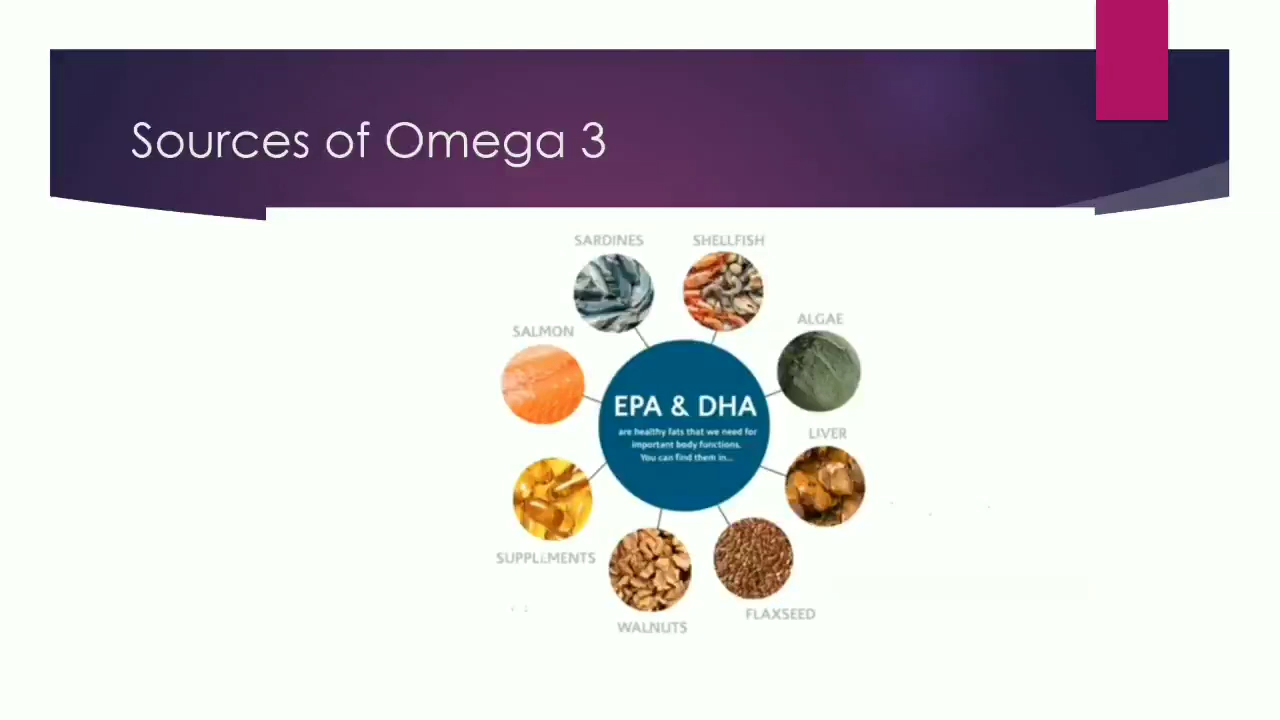 Sources of Omega 3
SARDINES
SHELLFISH
SALMON
ALGAE
EPA & DHA
are healthy fats that we need for
important body functions.
You can find them in...
LIVER
SUPPLEMENTS
FLAXSEED
WALNUTS